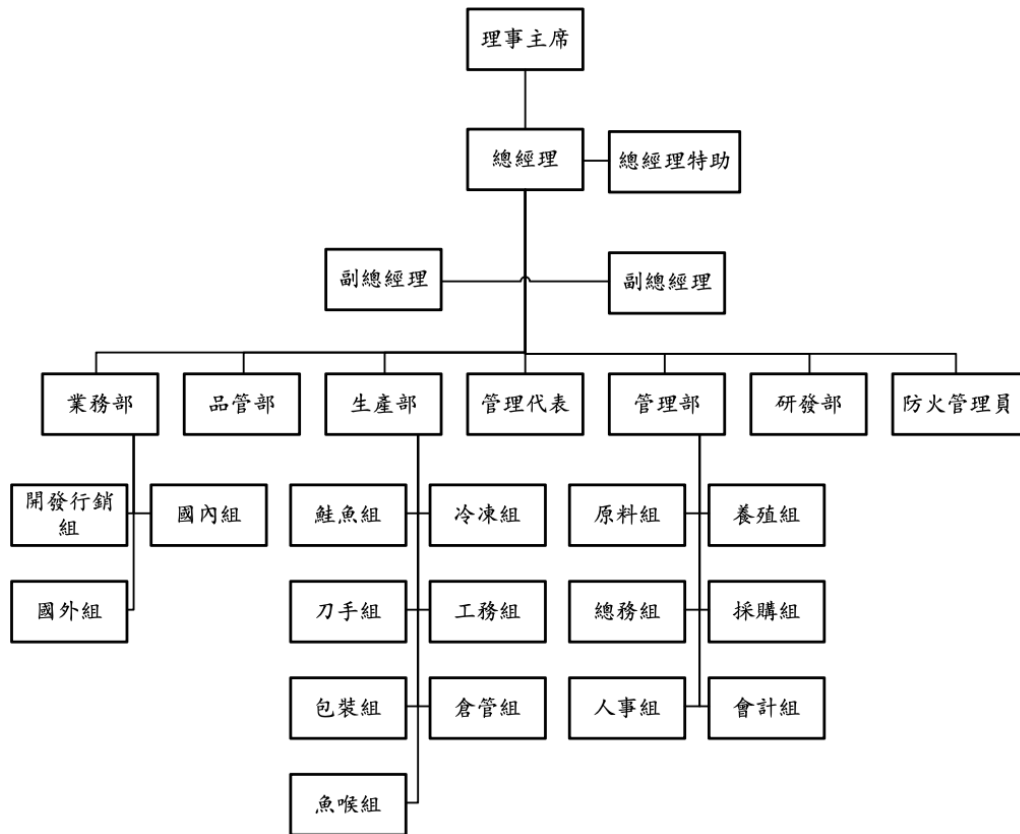 理事主席
總經理
總經理特助
副總經理
副總經理
業務部
品管部
生產部
管理代表
管理部
研發部
防火管理員
開發行銷
組
國內組
鮭魚組
冷凍組
原料組
養殖組
國外組
刀手組
工務組
總務組
採購組
包裝組
倉管組
人事組
會計組
魚喉組